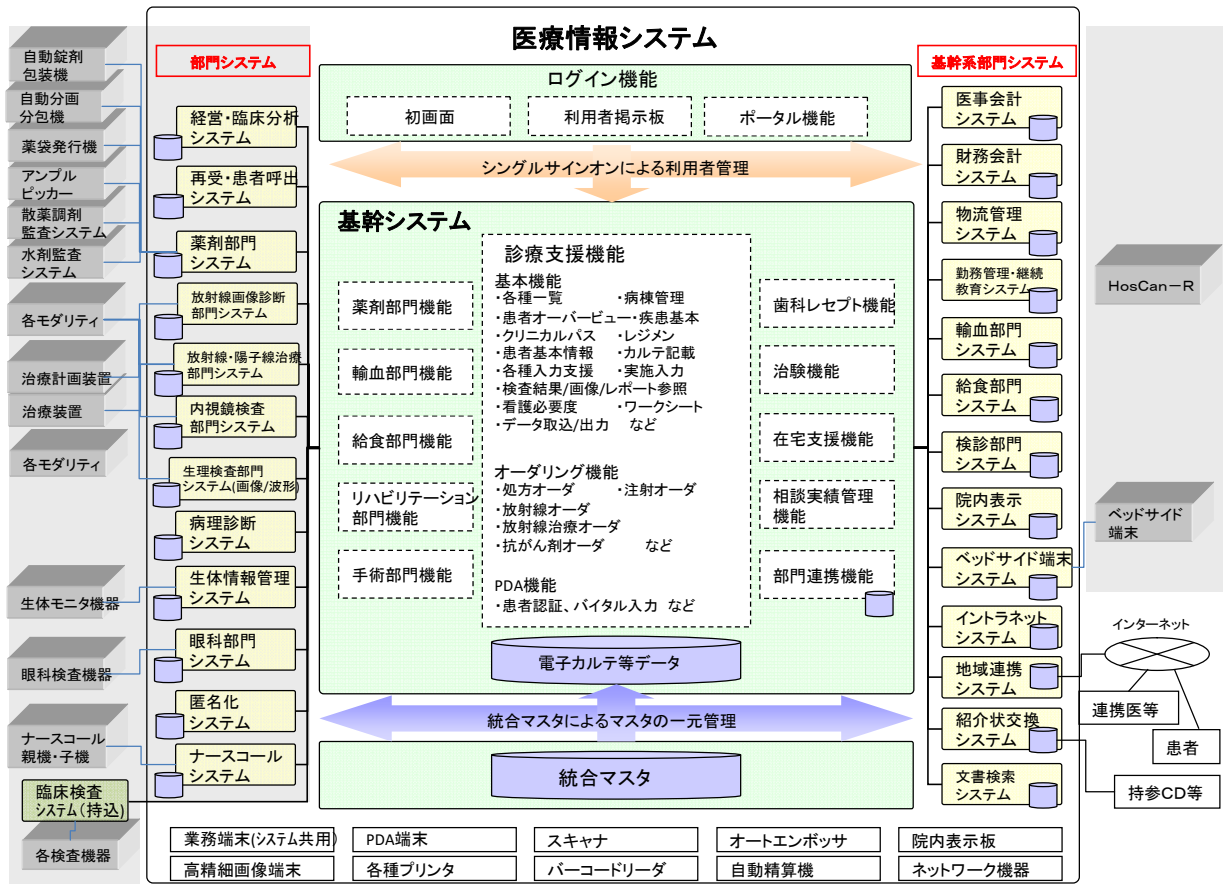 医療情報システム
自動錠剤
包装機
自動分画
分包機
薬袋発行機
アンプル
ピッカー
散薬調剤
監査システム
水剤監査
システム
各モダリティ
治療計画装置
治療装置
各モダリティ
生体モニタ機器
眼科検査機器
ナースコール
親機・子機
臨床検査
システム(持込)
各検査機器
部門システム
経営・臨床分析
システム
再受・患者呼出
システム
薬剤部門
システム
放射線画像診断
部門システム
放射線・陽子線治療
部門システム
内視鏡検査
部門システム
生理検査部門
システム(画像/波形)
病理診断
システム
生体情報管理
システム
眼科部門
システム
匿名化
システム
ナースコール
システム
ログイン機能
初画面
利用者掲示板
ポータル機能
シングルサインオンによる利用者管理
基幹システム
薬剤部門機能
輸血部門機能
給食部門機能
リハビリテーション
部門機能
手術部門機能
診療支援機能
基本機能
・各種一覧 ・病棟管理
・患者オーバービュー・疾患基本
・クリニカルパス ・レジメン
・患者基本情報 ・カルテ記載
・各種入力支援 ・実施入力
・検査結果/画像/レポート参照
・看護必要度 ・ワークシート
・データ取込/出力 など
オーダリング機能
・処方オーダ ・注射オーダ
・放射線オーダ
・放射線治療オーダ
・抗がん剤オーダ など
PDA機能
・患者認証、バイタル入力 など
歯科レセプト機能
治験機能
在宅支援機能
相談実績管理
機能
部門連携機能
電子カルテ等データ
統合マスタによるマスタの一元管理
統合マスタ
基幹系部門システム
医事会計
システム
財務会計
システム
物流管理
システム
勤務管理・継続
教育システム
輸血部門
システム
給食部門
システム
検診部門
システム
院内表示
システム
ベッドサイド端末
システム
イントラネット
システム
地域連携
システム
紹介状交換
システム
文書検索
システム
HosCan－R
ベッドサイド
端末
インターネット
連携医等
患者
持参CD等
業務端末(システム共用)
PDA端末
スキャナ
オートエンボッサ
院内表示板
高精細画像端末
各種プリンタ
バーコードリーダ
自動精算機
ネットワーク機器